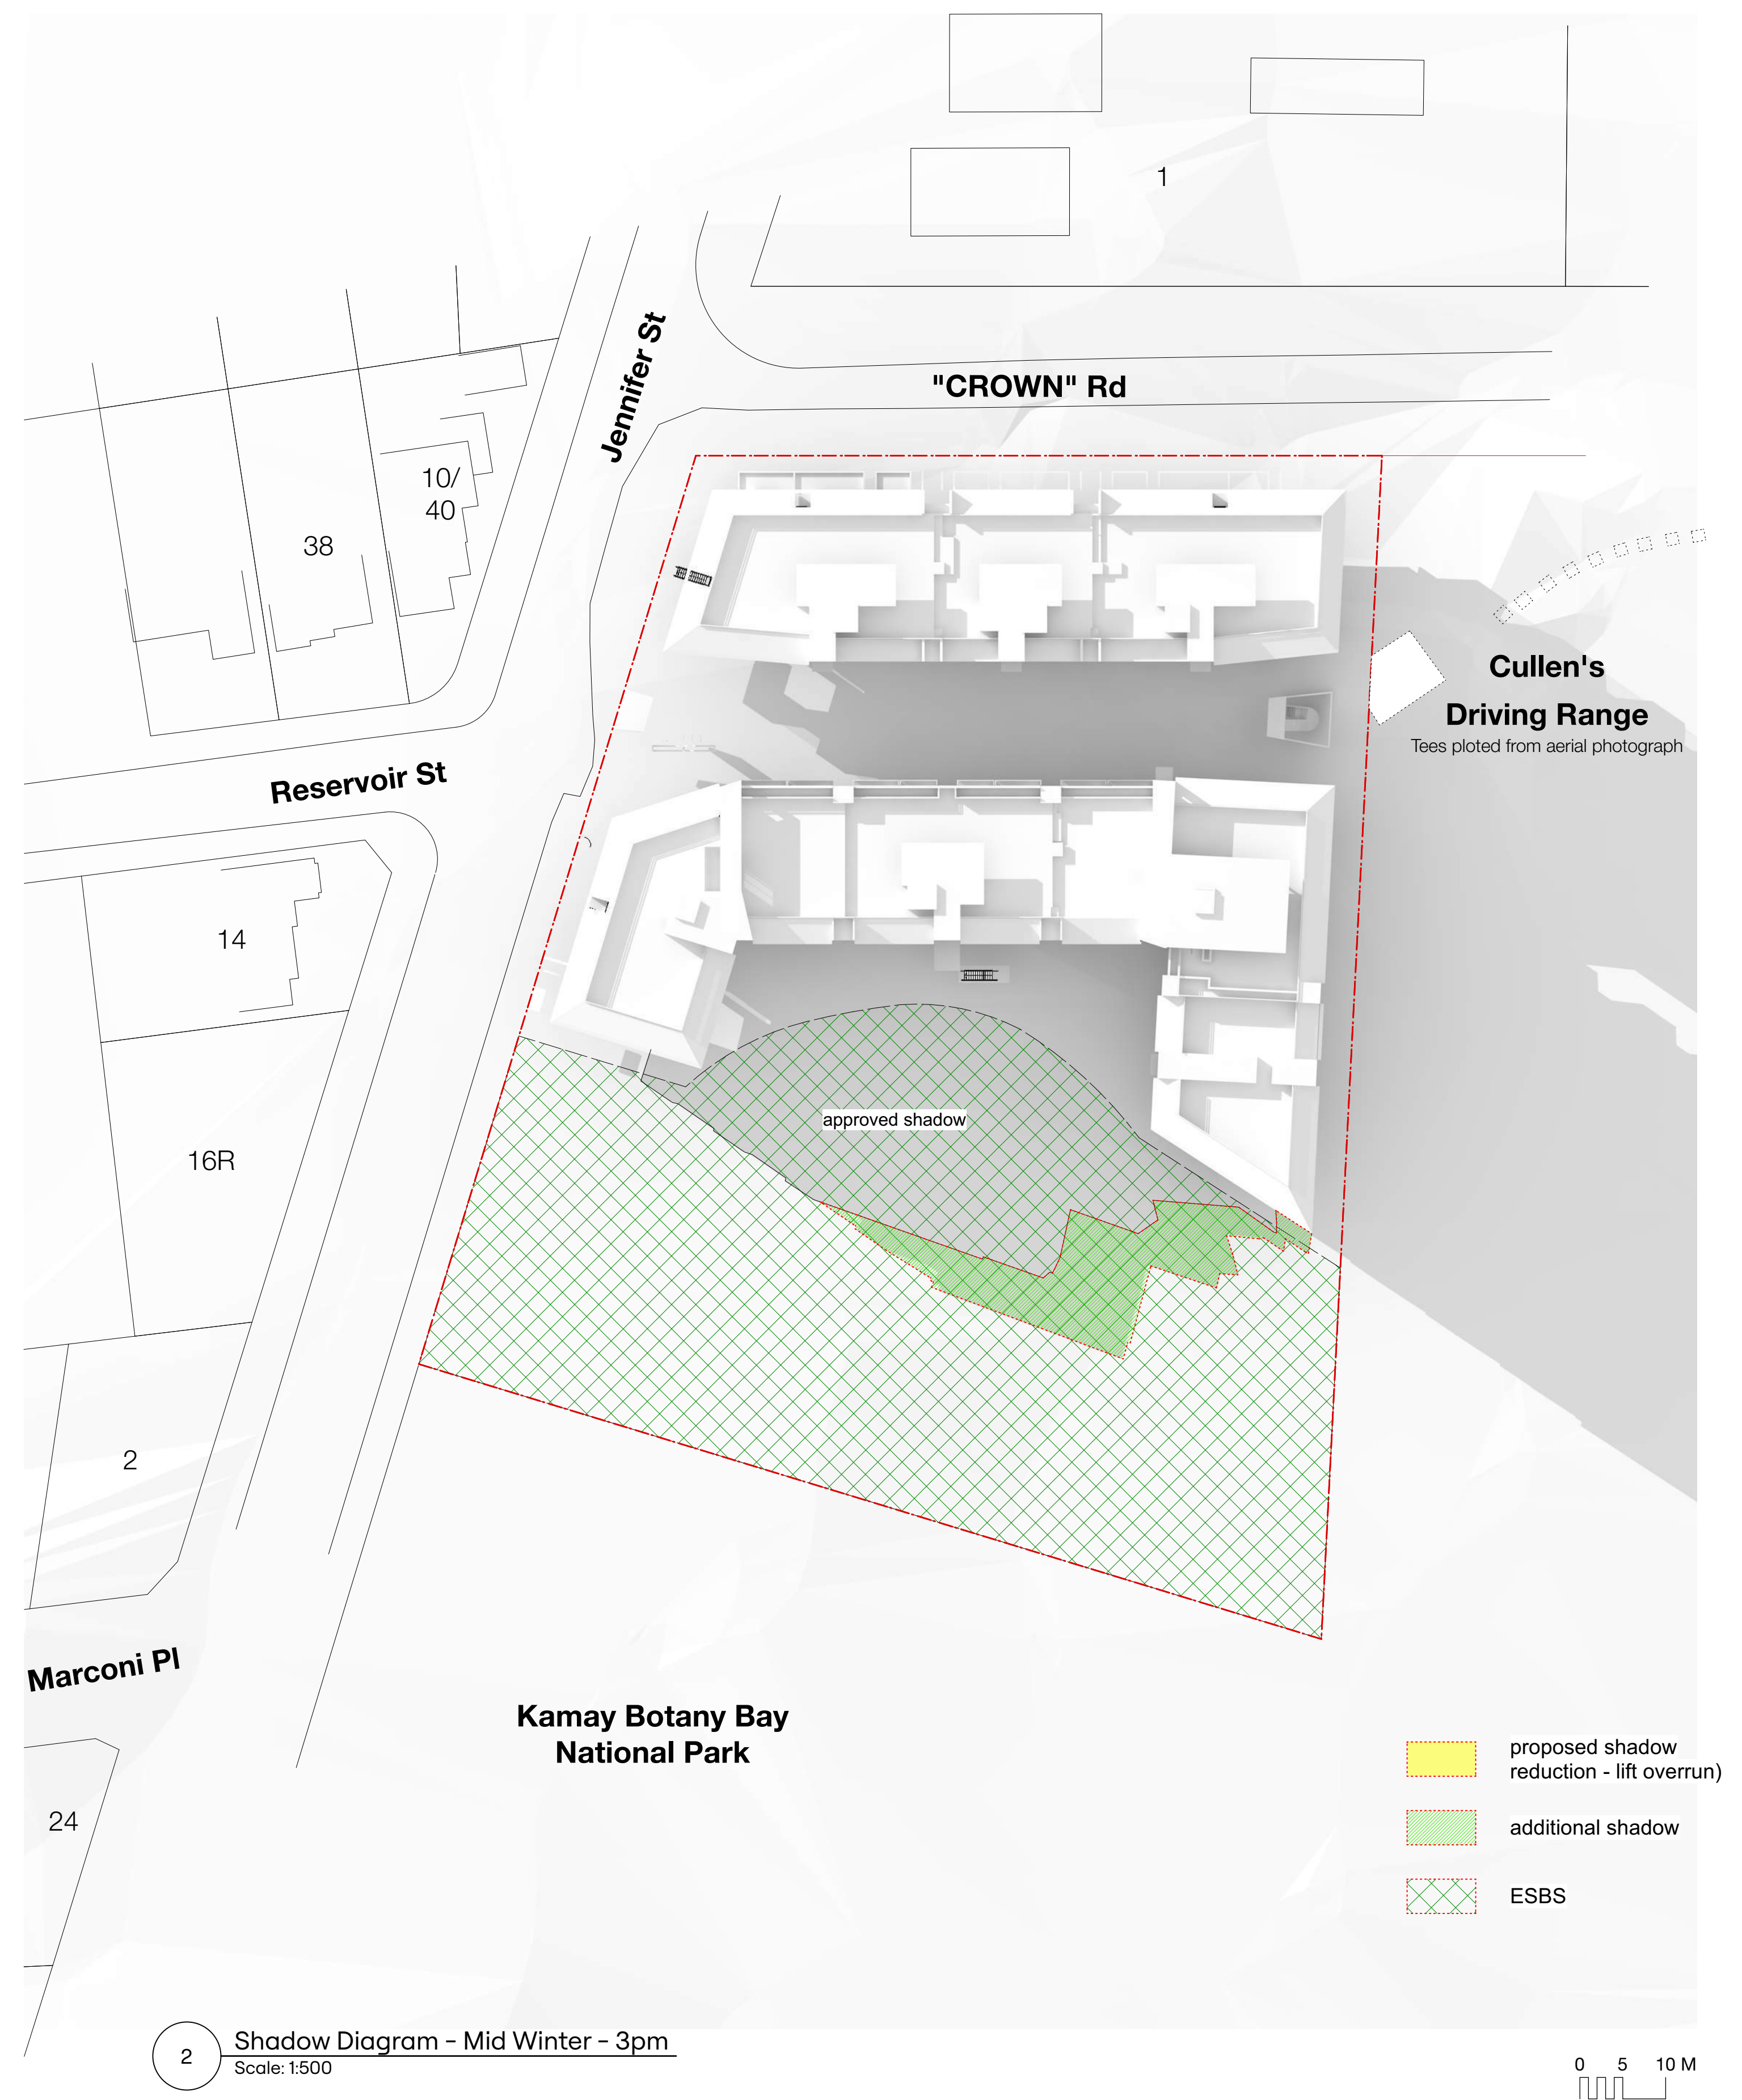 1
Jennifer St
"CROWN" Rd
10/
40
38
Cullen's
Driving Range
Tees ploted from aerial photograph
Reservoir St
14
approved shadow
16R
2
Marconi Pl
Kamay Botany Bay
National Park
proposed shadow
reduction - lift overrun)
24
additional shadow
ESBS
2
Shadow Diagram - Mid Winter - 3pm
Scale: 1:500
0 5 10 M